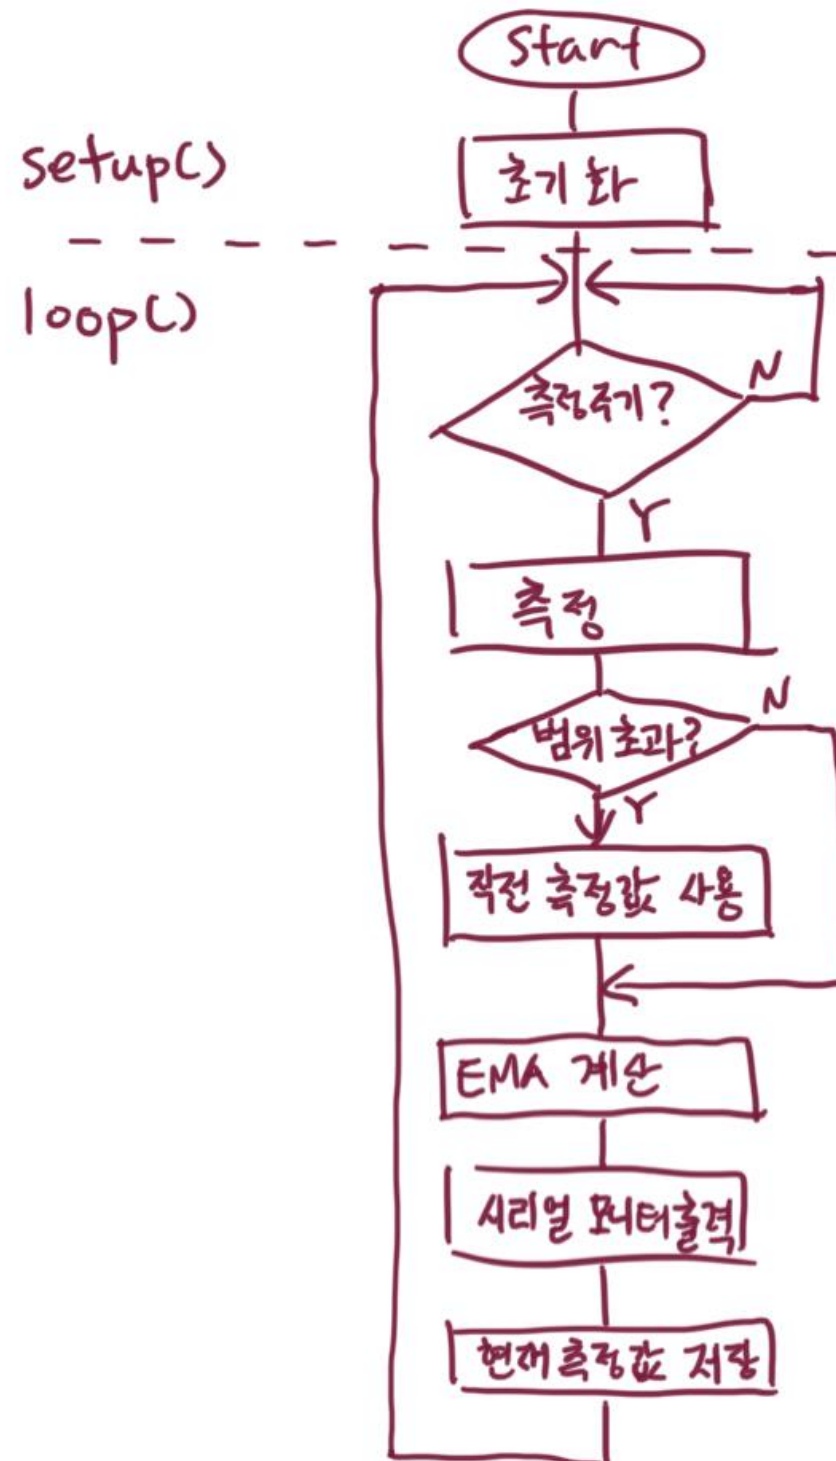 Start
setup()
초기화
loop()
측정주기?
N
Y
측정
범위 초과?
N
Y
직전 측정값 사용
EMA 계산
시리얼 모니터출력
현재 측정값 저장